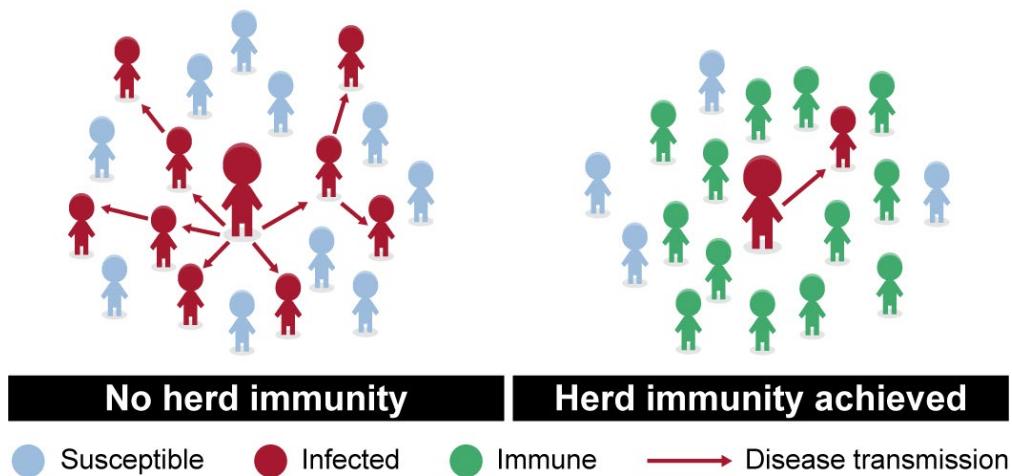 No herd immunity
Herd immunity achieved
Susceptible
Infected
Immune
Disease transmission